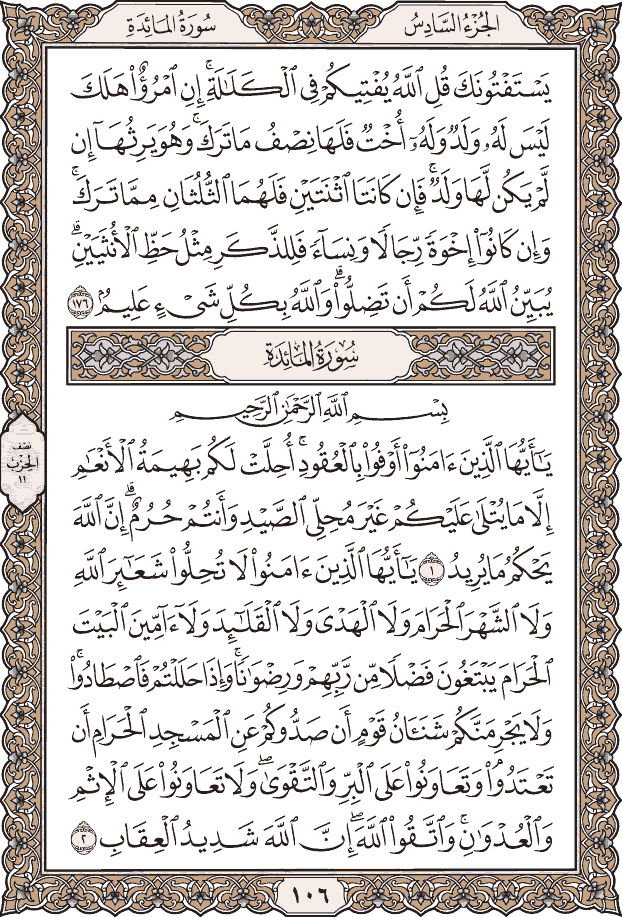 الجُزْءُ السَّادِسُ
سُورَةُ المَائِدَةِ
يَسْتَفْتُونَكَ قُلِ ٱللَّهُ يُفْتِيكُمْ فِى ٱلْكَلَٰلَةِۚ إِنِ ٱمْرُؤٌا۟ هَلَكَ
لَيْسَ لَهُۥ وَلَدٌ وَلَهُۥٓ أُخْتٌ فَلَهَا نِصْفُ مَا تَرَكَۚ وَهُوَ يَرِثُهَآ إِن
لَّمْ يَكُن لَّهَا وَلَدٌۚ فَإِن كَانَتَا ٱثْنَتَيْنِ فَلَهُمَا ٱلثُّلُثَانِ مِمَّا تَرَكَۚ
وَإِن كَانُوٓا۟ إِخْوَةً رِّجَالًا وَنِسَآءً فَلِلذَّكَرِ مِثْلُ حَظِّ ٱلْأُنثَيَيْنِۗ
يُبَيِّنُ ٱللَّهُ لَكُمْ أَن تَضِلُّوا۟ۗ وَٱللَّهُ بِكُلِّ شَىْءٍ عَلِيمٌۢ ١٧٦
سُورَةُ المَائِدَةِ
بِسْمِ ٱللَّهِ ٱلرَّحْمَٰنِ ٱلرَّحِيمِ
يَٰٓأَيُّهَا ٱلَّذِينَ ءَامَنُوٓا۟ أَوْفُوا۟ بِٱلْعُقُودِۚ أُحِلَّتْ لَكُم بَهِيمَةُ ٱلْأَنْعَٰمِ
إِلَّا مَا يُتْلَىٰ عَلَيْكُمْ غَيْرَ مُحِلِّى ٱلصَّيْدِ وَأَنتُمْ حُرُمٌۗ إِنَّ ٱللَّهَ
يَحْكُمُ مَا يُرِيدُ ١ يَٰٓأَيُّهَا ٱلَّذِينَ ءَامَنُوا۟ لَا تُحِلُّوا۟ شَعَٰٓئِرَ ٱللَّهِ
وَلَا ٱلشَّهْرَ ٱلْحَرَامَ وَلَا ٱلْهَدْىَ وَلَا ٱلْقَلَٰٓئِدَ وَلَآ ءَآمِّينَ ٱلْبَيْتَ
ٱلْحَرَامَ يَبْتَغُونَ فَضْلًا مِّن رَّبِّهِمْ وَرِضْوَٰنًاۚ وَإِذَا حَلَلْتُمْ فَٱصْطَادُوا۟ۚ
وَلَا يَجْرِمَنَّكُمْ شَنَـَٔانُ قَوْمٍ أَن صَدُّوكُمْ عَنِ ٱلْمَسْجِدِ ٱلْحَرَامِ أَن
تَعْتَدُوا۟ۘ وَتَعَاوَنُوا۟ عَلَى ٱلْبِرِّ وَٱلتَّقْوَىٰۖ وَلَا تَعَاوَنُوا۟ عَلَى ٱلْإِثْمِ
وَٱلْعُدْوَٰنِۚ وَٱتَّقُوا۟ ٱللَّهَۖ إِنَّ ٱللَّهَ شَدِيدُ ٱلْعِقَابِ ٢
نصف
الحزب
١١
١٠٦